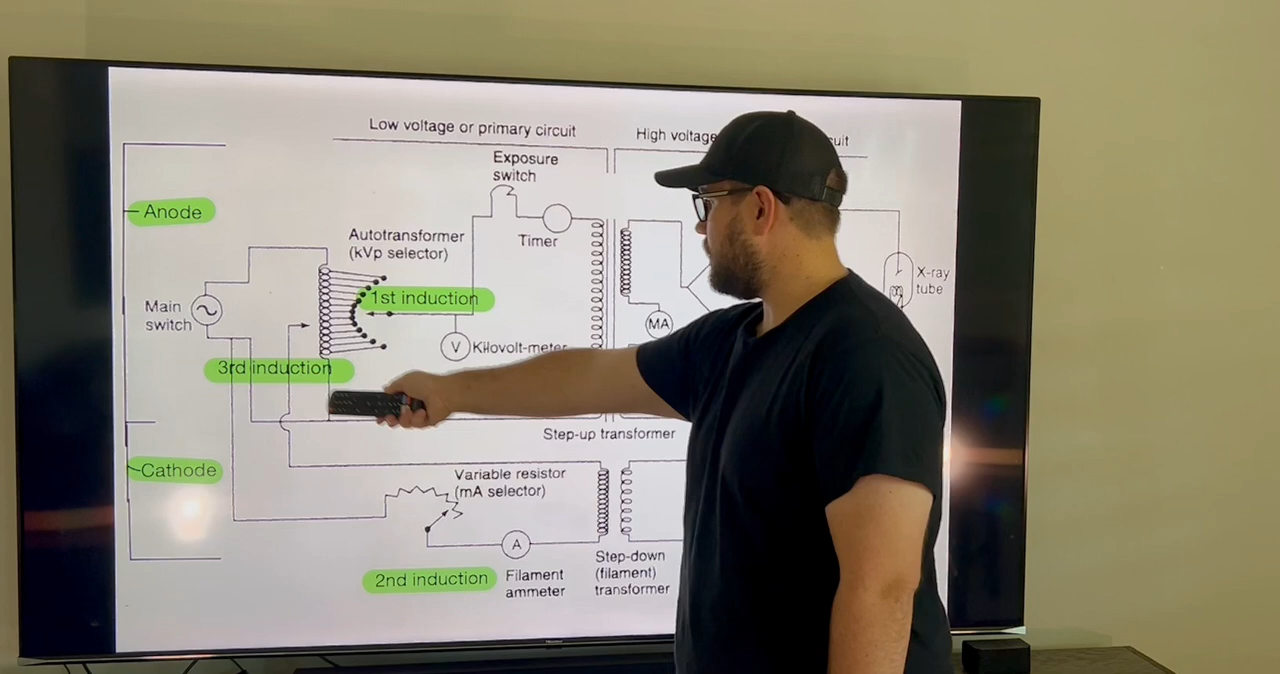 Low voltage or primary circuit
High voltage
Exposure
switch
Anode
Autotransformer
(kVp selector)
Timer
X-ray
tube
1st induction
Main
switch
MA
V
Kilovolt-meter
3rd induction
Step-up transformer
Cathode
Variable resistor
(mA selector)
A
Step-down
(filament)
transformer
2nd induction
Filament
ammeter